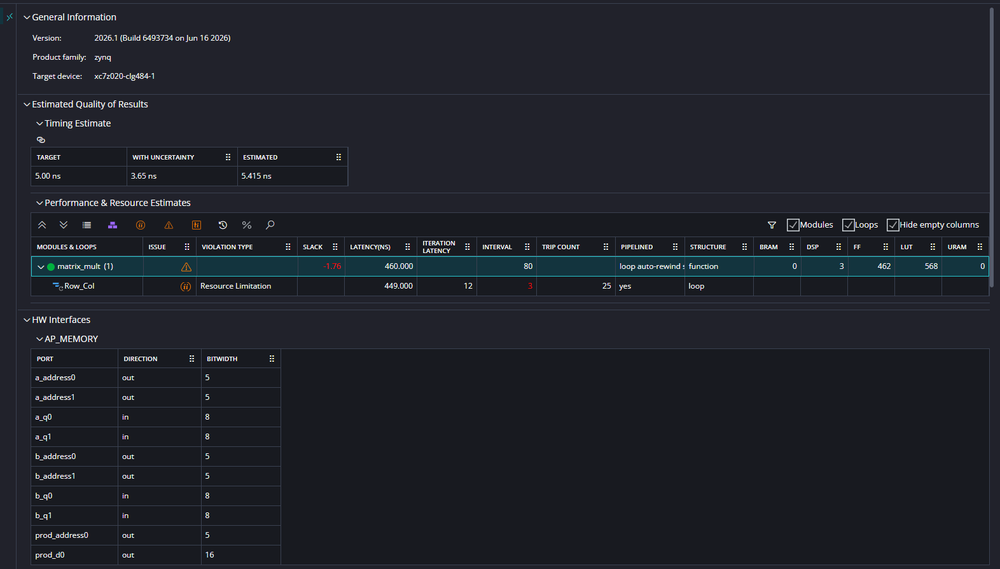 General Information
Version: 2026.1 (Build 6493734 on Jun 16 2026)
Product family: zynq
Target device: xc7z020-clg484-1
Estimated Quality of Results
Timing Estimate
TARGET WITH UNCERTAINTY ESTIMATED
5.00 ns 3.65 ns 5.415 ns
Performance & Resource Estimates
Modules Loops Hide empty columns
MODULES & LOOPS ISSUE VIOLATION TYPE SLACK LATENCY(NS) ITERATION LATENCY INTERVAL TRIP COUNT PIPELINED STRUCTURE BRAM DSP FF LUT URAM
matrix_mult (1) -1.76 460.000 80 loop auto-rewind s function 0 3 462 568 0
Row_Col Resource Limitation 449.000 12 3 25 yes loop
HW Interfaces
AP_MEMORY
PORT DIRECTION BITWIDTH
a_address0 out 5
a_address1 out 5
a_q0 in 8
a_q1 in 8
b_address0 out 5
b_address1 out 5
b_q0 in 8
b_q1 in 8
prod_address0 out 5
prod_d0 out 16